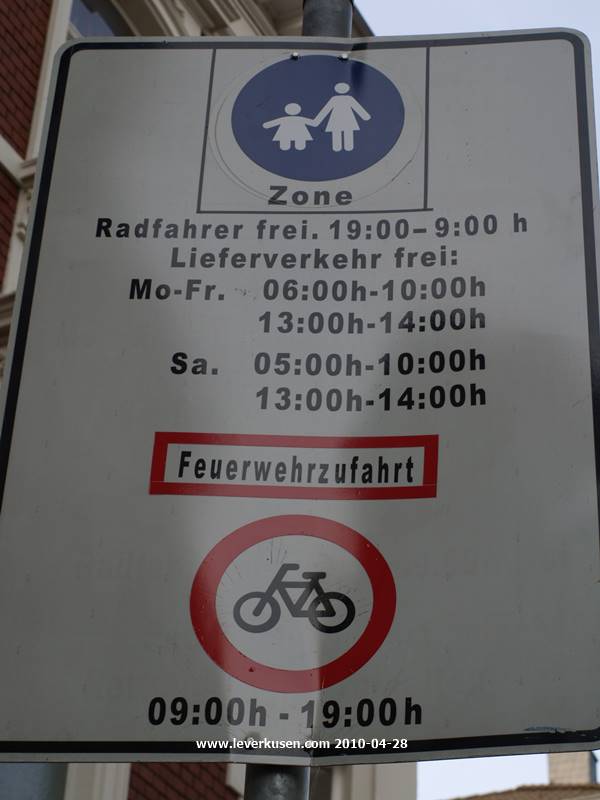 Zone
Radfahrer frei. 19:00-9:00 h
Lieferverkehr frei:
Mo-Fr. 06:00h-10:00h
13:00h-14:00h
Sa. 05:00h-10:00h
13:00h-14:00h
Feuerwehrzufahrt
09:00h - 19:00h
www.leverkusen.com 2010-04-28